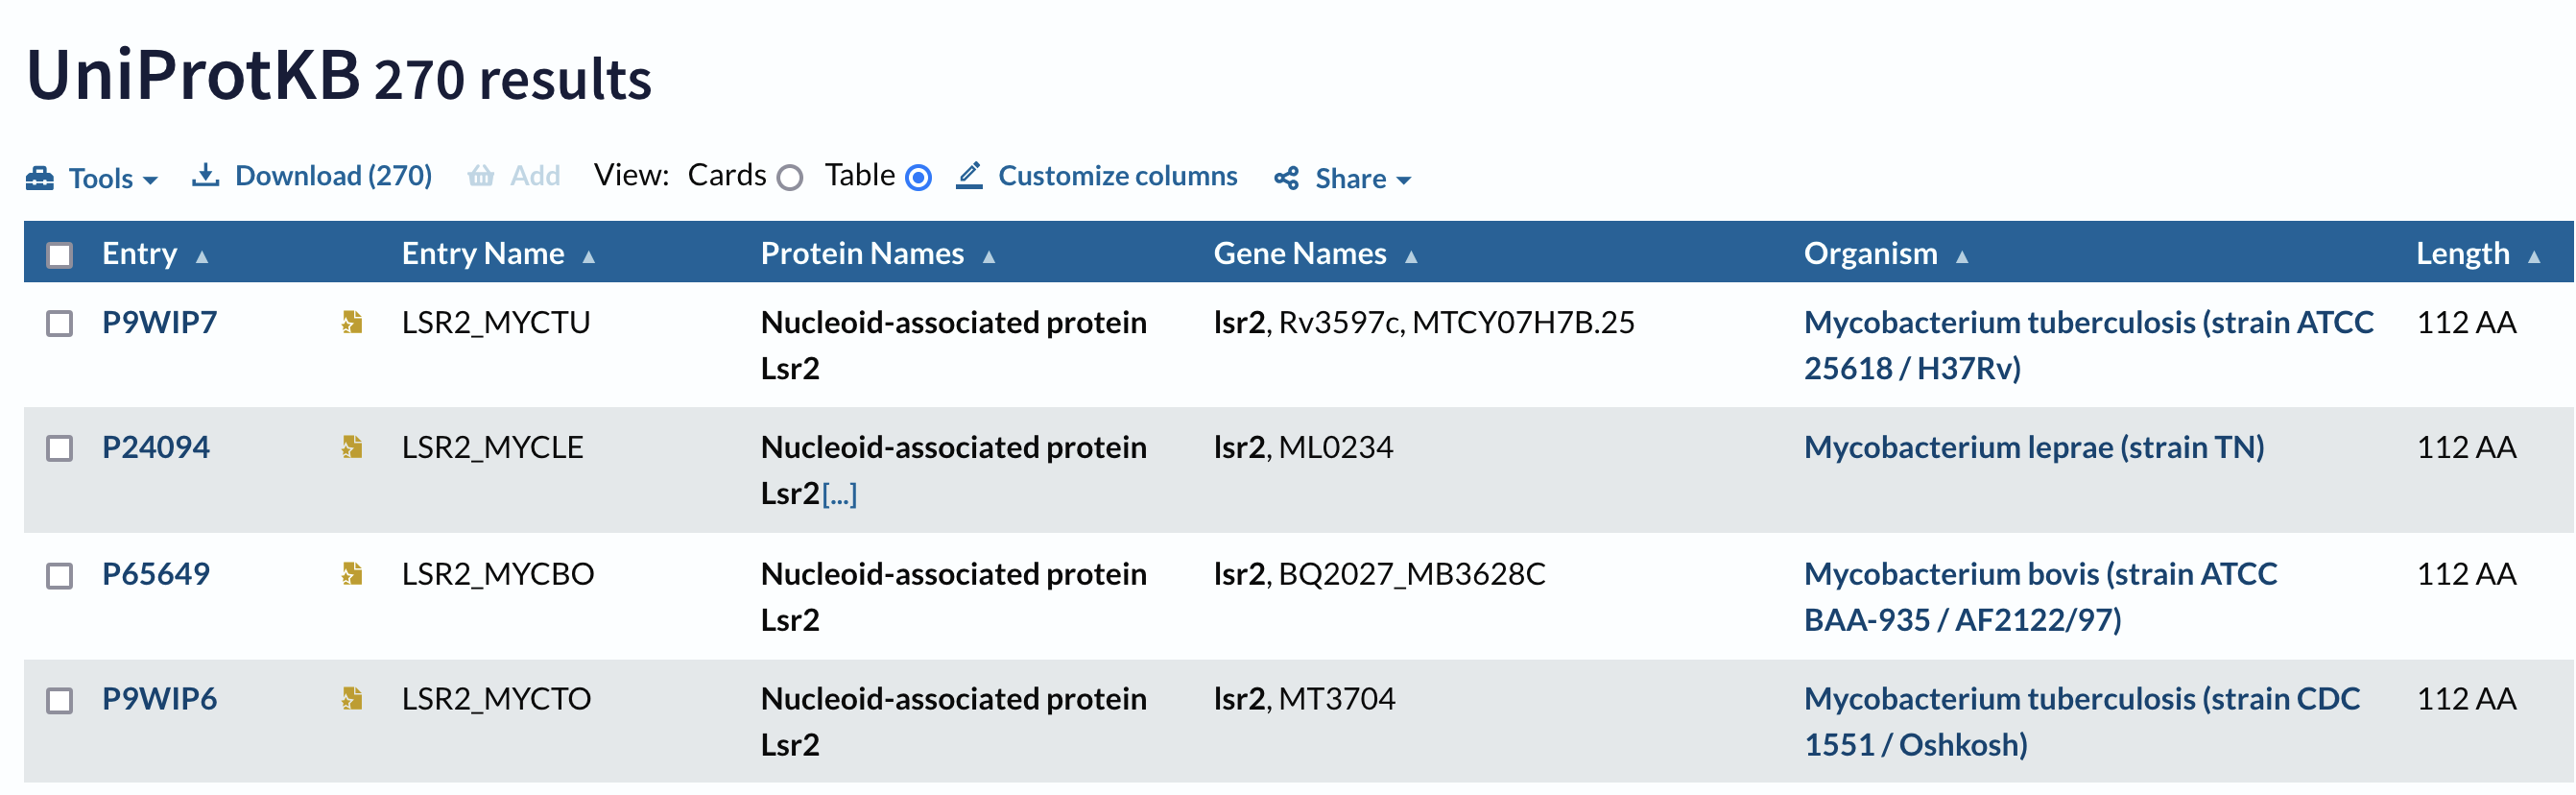 UniProtKB 270 results
Tools Download (270) Add View: Cards Table Customize columns Share
Entry Entry Name Protein Names Gene Names Organism Length
P9WIP7 LSR2_MYCTU Nucleoid-associated protein lsr2, Rv3597c, MTCY07H7B.25 Mycobacterium tuberculosis (strain ATCC 112 AA
Lsr2 25618 / H37Rv)
P24094 LSR2_MYCLE Nucleoid-associated protein lsr2, ML0234 Mycobacterium leprae (strain TN) 112 AA
Lsr2[...]
P65649 LSR2_MYCBO Nucleoid-associated protein lsr2, BQ2027_MB3628C Mycobacterium bovis (strain ATCC 112 AA
Lsr2 BAA-935 / AF2122/97)
P9WIP6 LSR2_MYCTO Nucleoid-associated protein lsr2, MT3704 Mycobacterium tuberculosis (strain CDC 112 AA
Lsr2 1551 / Oshkosh)